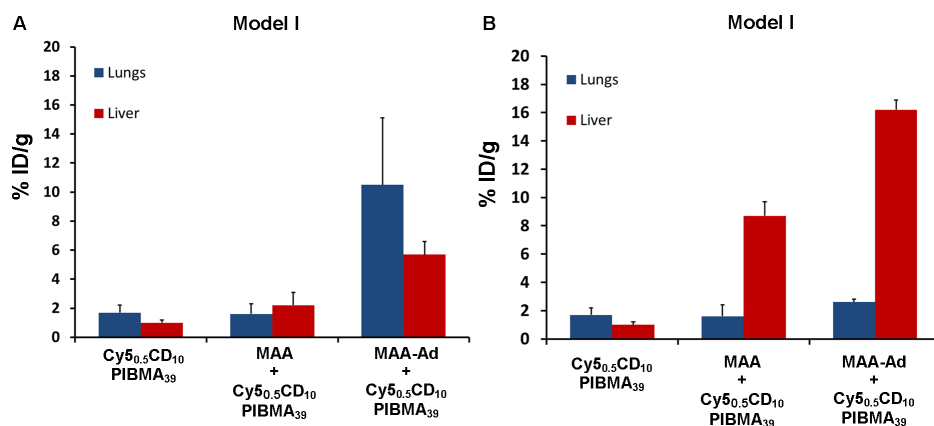 A
Model I
% ID/g
20
18
16
14
12
10
8
6
4
2
0
Lungs
Liver
Cy5₀.₅CD₁₀
PIBMA₃₉
MAA
+
Cy5₀.₅CD₁₀
PIBMA₃₉
MAA-Ad
+
Cy5₀.₅CD₁₀
PIBMA₃₉
B
Model I
% ID/g
20
18
16
14
12
10
8
6
4
2
0
Lungs
Liver
Cy5₀.₅CD₁₀
PIBMA₃₉
MAA
+
Cy5₀.₅CD₁₀
PIBMA₃₉
MAA-Ad
+
Cy5₀.₅CD₁₀
PIBMA₃₉